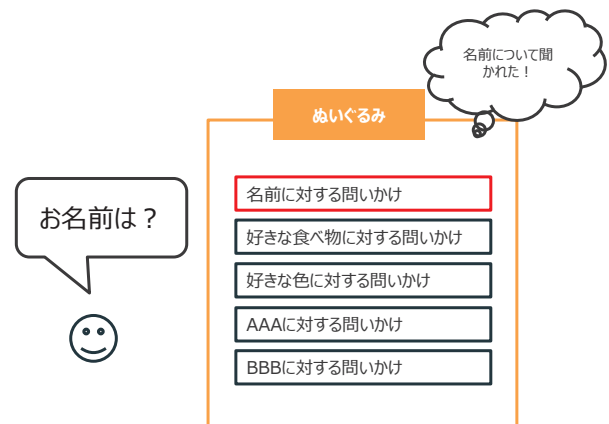 名前について聞
かれた！
ぬいぐるみ
お名前は？
名前に対する問いかけ
好きな食べ物に対する問いかけ
好きな色に対する問いかけ
AAAに対する問いかけ
BBBに対する問いかけ